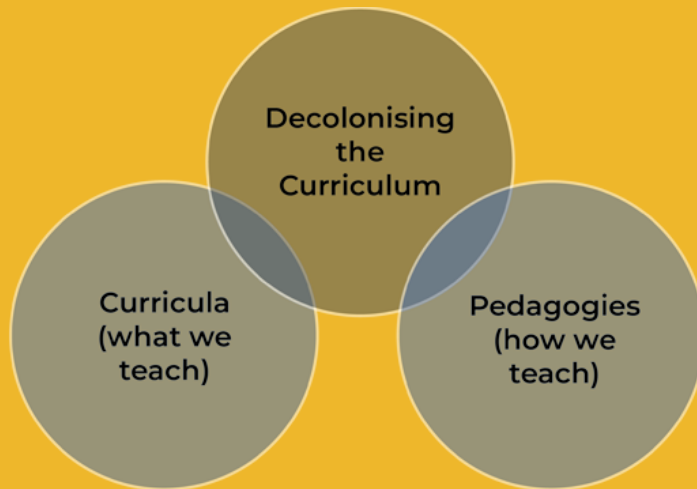 Decolonising
the
Curriculum
Curricula
(what we
teach)
Pedagogies
(how we
teach)